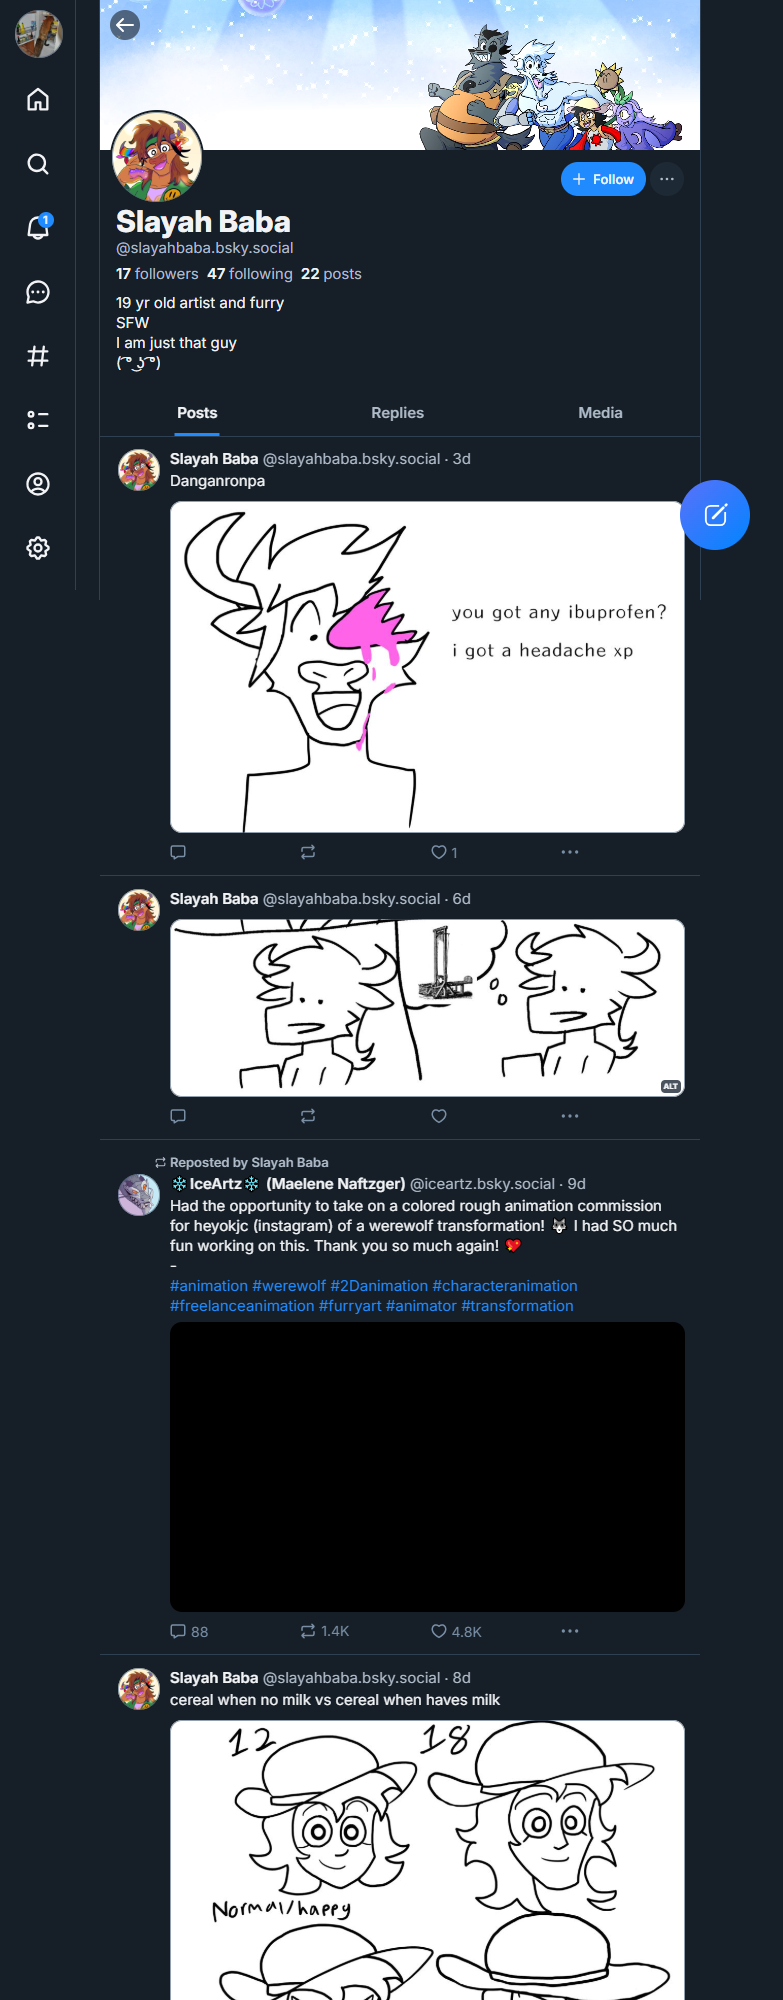 1
+ Follow
Slayah Baba
@slayahbaba.bsky.social
17 followers 47 following 22 posts
19 yr old artist and furry
SFW
I am just that guy
( ͡° ͜ʖ ͡°)
Posts Replies Media
Slayah Baba @slayahbaba.bsky.social · 3d
Danganronpa
you got any ibuprofen?
i got a headache xp
1
Slayah Baba @slayahbaba.bsky.social · 6d
ALT
Reposted by Slayah Baba
❄️IceArtz❄️ (Maelene Naftzger) @iceartz.bsky.social · 9d
Had the opportunity to take on a colored rough animation commission
for heyokjc (instagram) of a werewolf transformation! 🐺 I had SO much
fun working on this. Thank you so much again! 💖
-
#animation #werewolf #2Danimation #characteranimation
#freelanceanimation #furryart #animator #transformation
88 1.4K 4.8K
Slayah Baba @slayahbaba.bsky.social · 8d
cereal when no milk vs cereal when haves milk
12 18
Normal/happy